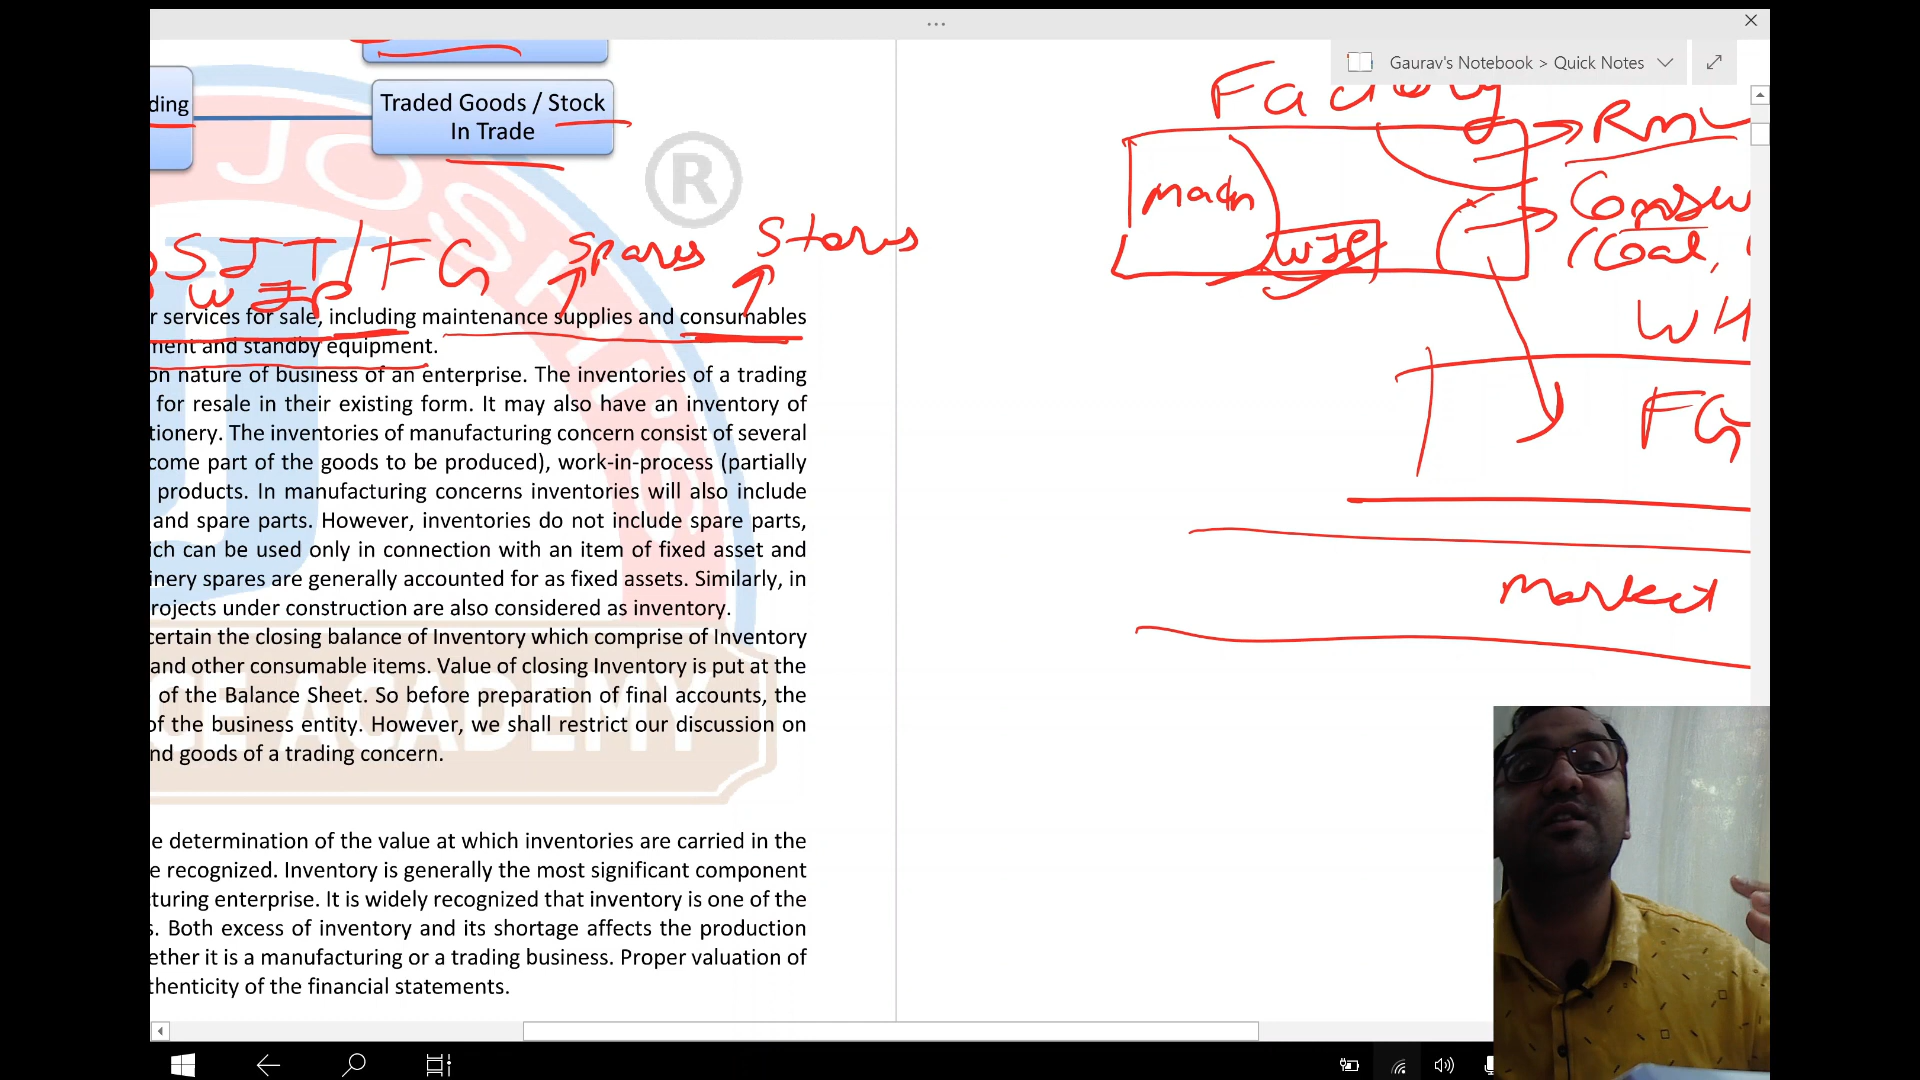 Gaurav's Notebook > Quick Notes
ding
Traded Goods / Stock
In Trade
JOSEPH'S
®
Factory
RM
Machn
WIP
Consu
(Coal,
SIT/FG Spares Stores
WIP
WH
r services for sale, including maintenance supplies and consumables
ment and standby equipment.
on nature of business of an enterprise. The inventories of a trading
for resale in their existing form. It may also have an inventory of
tionery. The inventories of manufacturing concern consist of several
come part of the goods to be produced), work-in-process (partially
products. In manufacturing concerns inventories will also include
and spare parts. However, inventories do not include spare parts,
ich can be used only in connection with an item of fixed asset and
inery spares are generally accounted for as fixed assets. Similarly, in
rojects under construction are also considered as inventory.
certain the closing balance of Inventory which comprise of Inventory
and other consumable items. Value of closing Inventory is put at the
of the Balance Sheet. So before preparation of final accounts, the
of the business entity. However, we shall restrict our discussion on
nd goods of a trading concern.
FG
Market
ACADEMY
e determination of the value at which inventories are carried in the
e recognized. Inventory is generally the most significant component
cturing enterprise. It is widely recognized that inventory is one of the
s. Both excess of inventory and its shortage affects the production
ether it is a manufacturing or a trading business. Proper valuation of
thenticity of the financial statements.